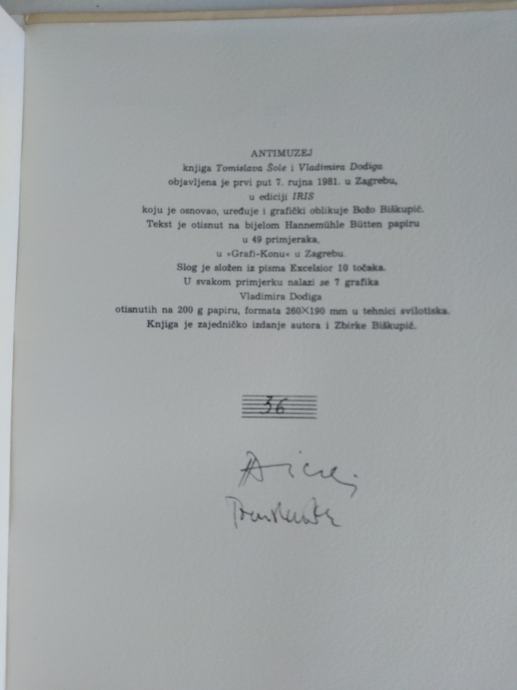 ANTIMUZEJ
knjiga Tomislava Šole i Vladimira Dodiga
objavljena je prvi put 7. rujna 1981. u Zagrebu,
u ediciji IRIS
koju je osnovao, uređuje i grafički oblikuje Božo Biškupić.
Tekst je otisnut na bijelom Hannemühle Bütten papiru
u 49 primjeraka,
u »Grafi-Konu« u Zagrebu.
Slog je složen iz pisma Excelsior 10 točaka.
U svakom primjerku nalazi se 7 grafika
Vladimira Dodiga
otisnutih na 200 g papiru, formata 260×190 mm u tehnici svilotiska.
Knjiga je zajedničko izdanje autora i Zbirke Biškupić.
36